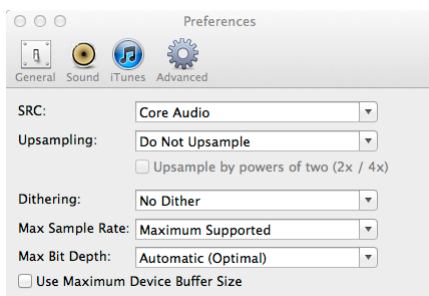 Preferences
General Sound iTunes Advanced
SRC: Core Audio
Upsampling: Do Not Upsample
Upsample by powers of two (2x / 4x)
Dithering: No Dither
Max Sample Rate: Maximum Supported
Max Bit Depth: Automatic (Optimal)
Use Maximum Device Buffer Size